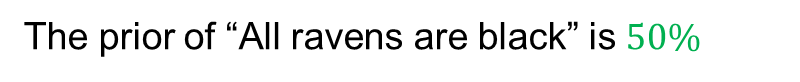 The prior of “All ravens are black” is 50%